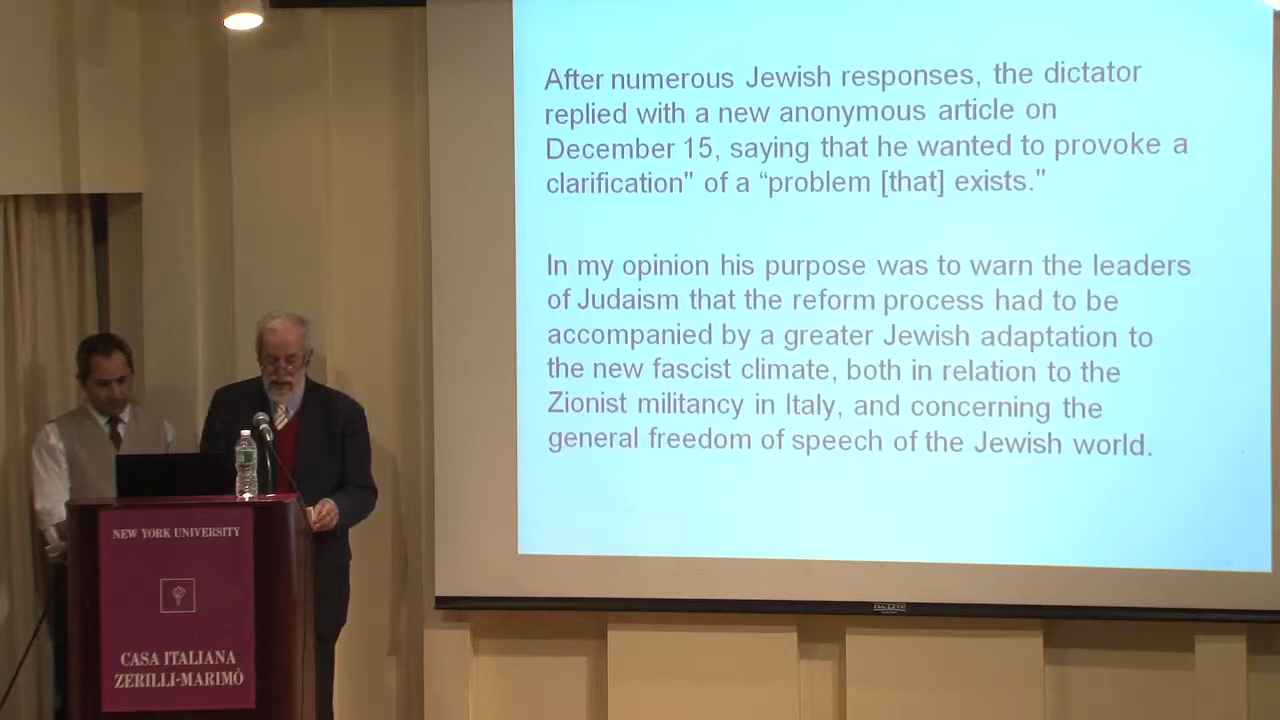 After numerous Jewish responses, the dictator
replied with a new anonymous article on
December 15, saying that he wanted to provoke a
clarification" of a “problem [that] exists."
In my opinion his purpose was to warn the leaders
of Judaism that the reform process had to be
accompanied by a greater Jewish adaptation to
the new fascist climate, both in relation to the
Zionist militancy in Italy, and concerning the
general freedom of speech of the Jewish world.
DA-LITE
NEW YORK UNIVERSITY
CASA ITALIANA
ZERILLI-MARIMÒ